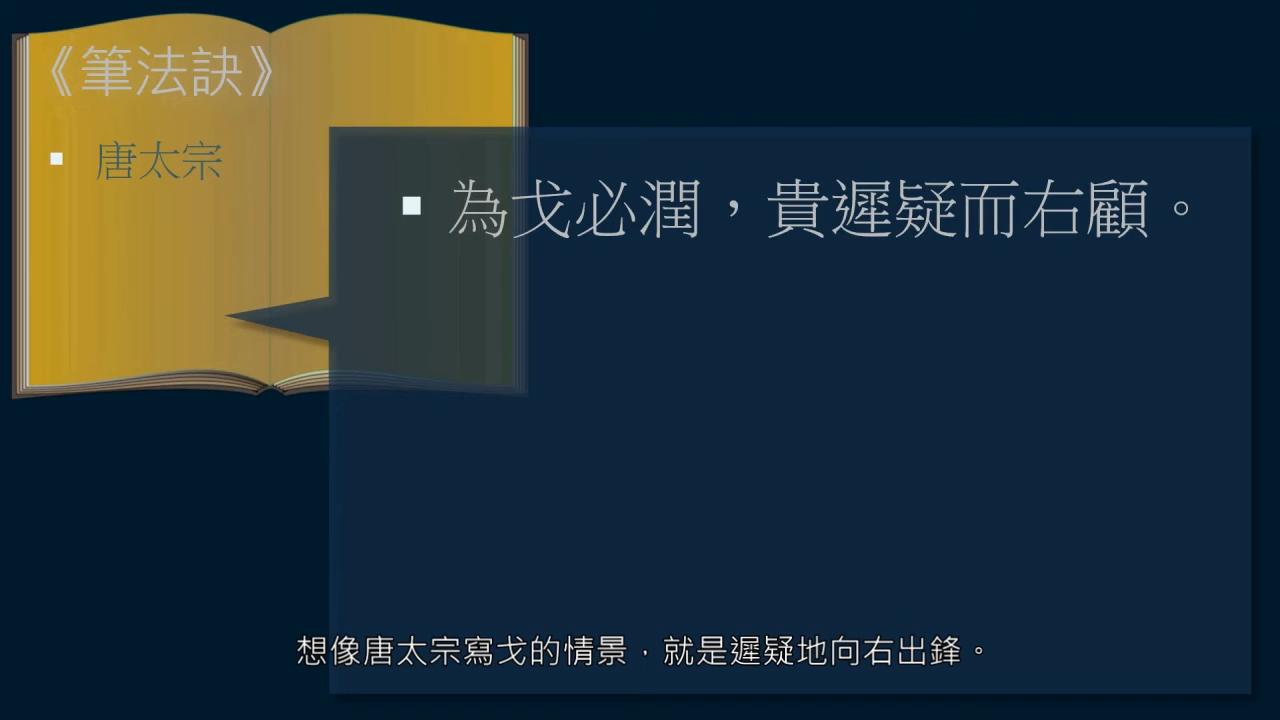 《筆法訣》
唐太宗
為戈必潤，貴遲疑而右顧。
想像唐太宗寫戈的情景，就是遲疑地向右出鋒。